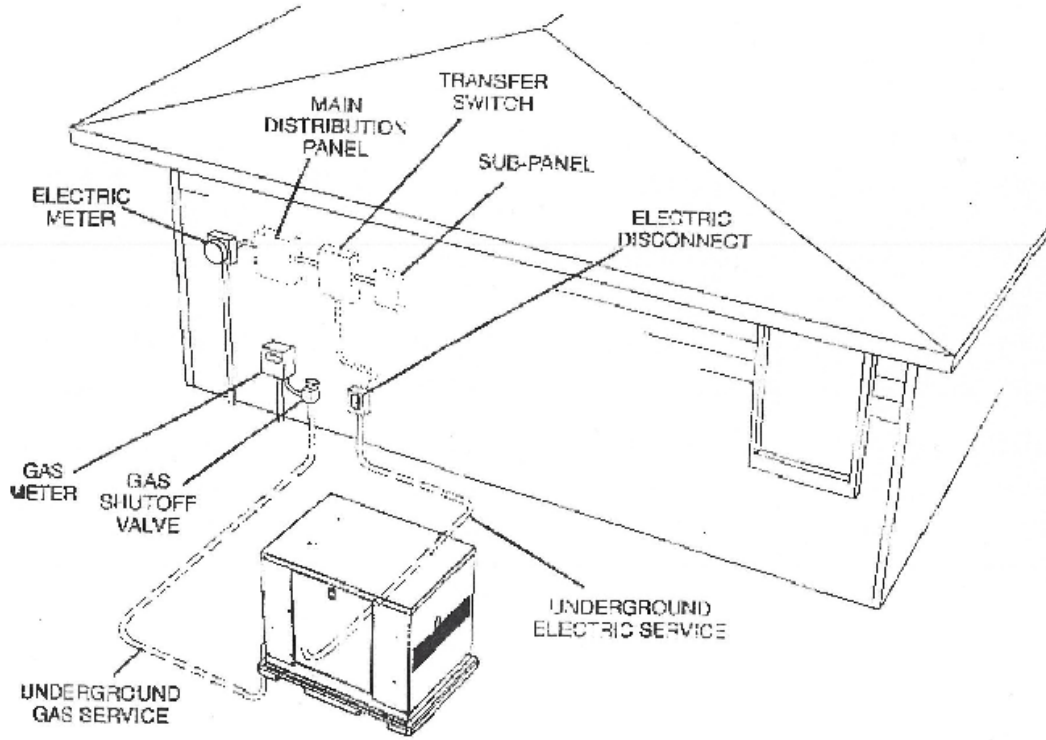 TRANSFER
SWITCH
MAIN
DISTRIBUTION
PANEL
SUB-PANEL
ELECTRIC
METER
ELECTRIC
DISCONNECT
GAS
METER
GAS
SHUTOFF
VALVE
UNDERGROUND
ELECTRIC SERVICE
UNDERGROUND
GAS SERVICE